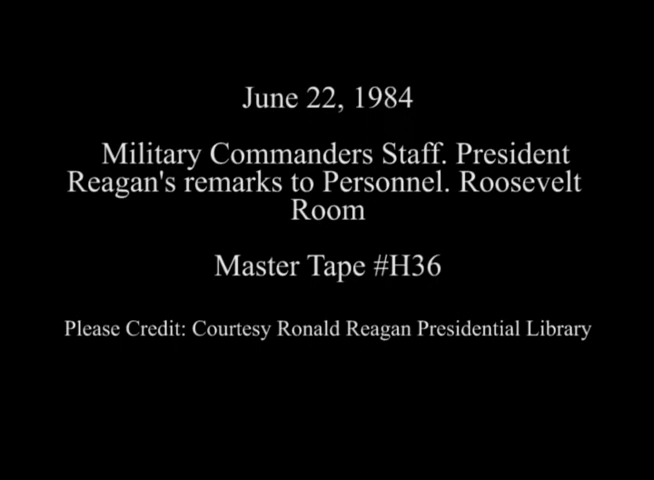 June 22, 1984
Military Commanders Staff. President
Reagan's remarks to Personnel. Roosevelt
Room
Master Tape #H36
Please Credit: Courtesy Ronald Reagan Presidential Library